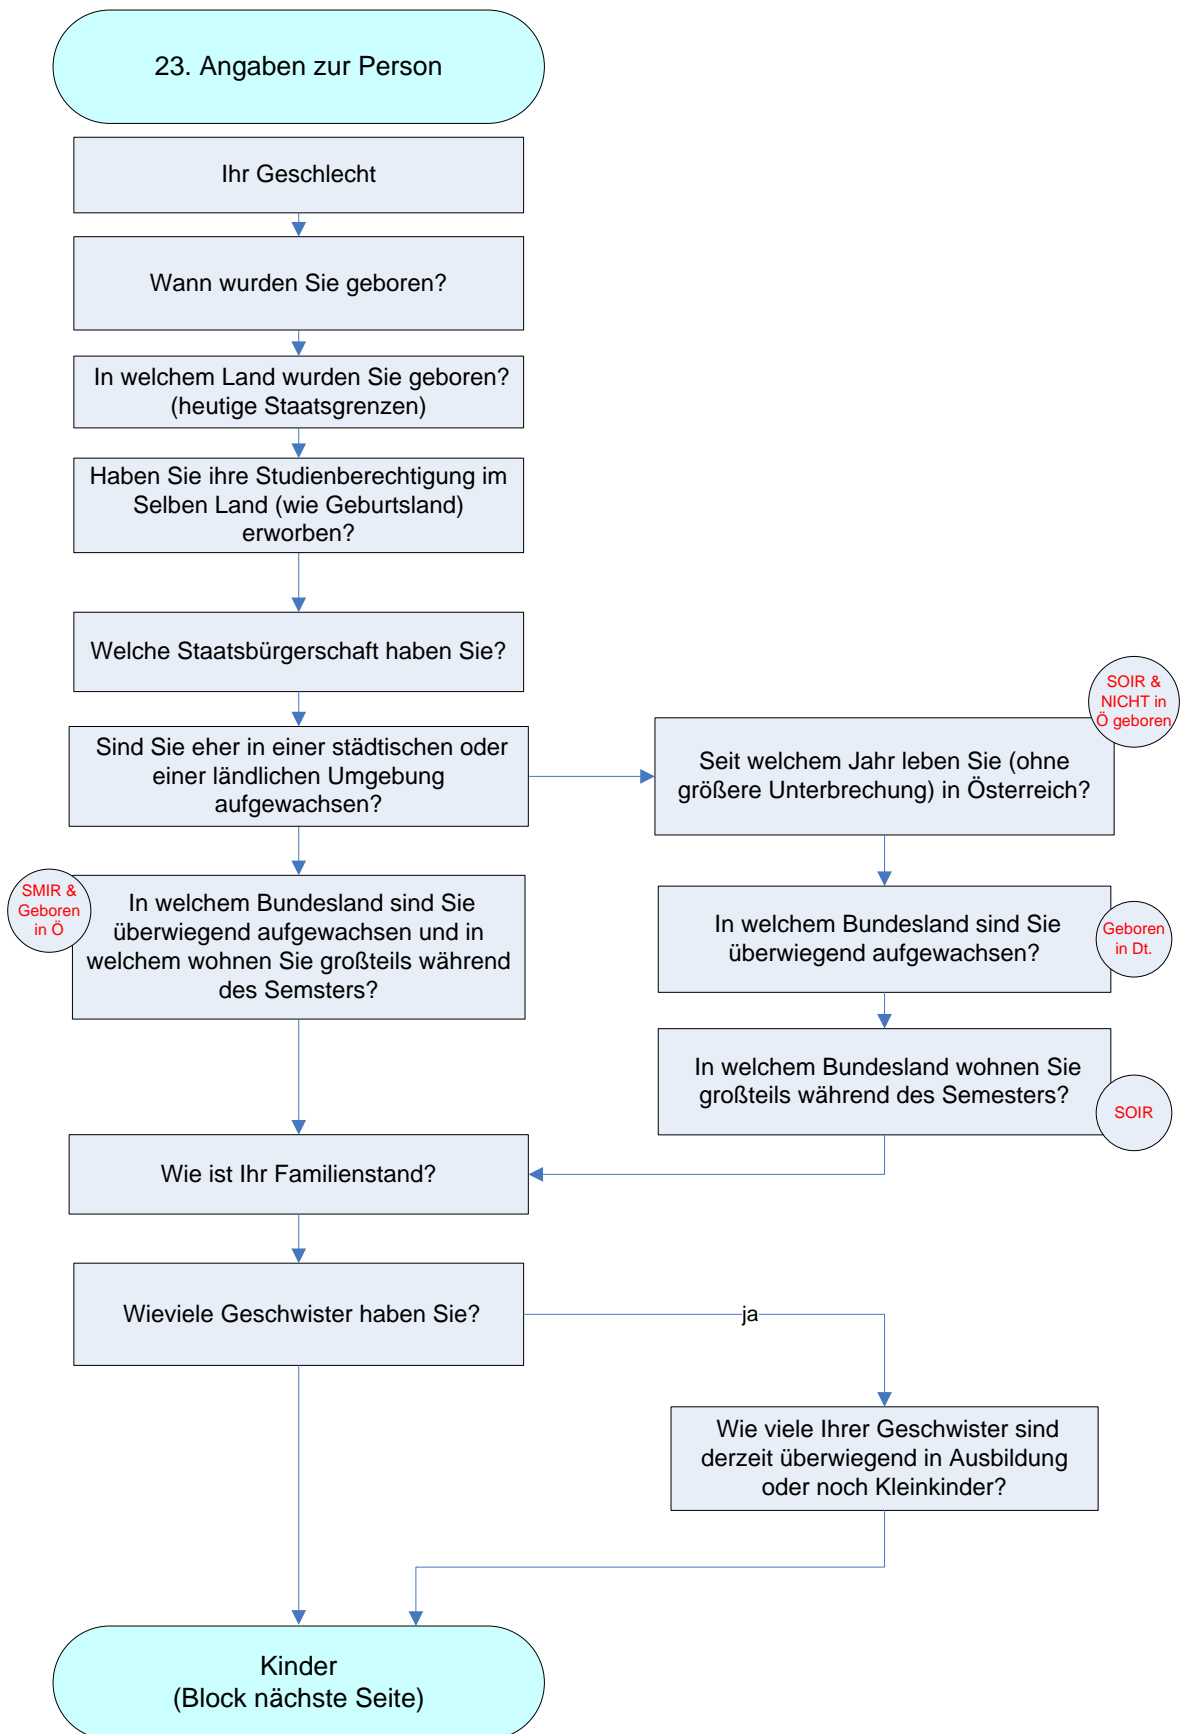 23. Angaben zur Person
Ihr Geschlecht
Wann wurden Sie geboren?
In welchem Land wurden Sie geboren?
(heutige Staatsgrenzen)
Haben Sie ihre Studienberechtigung im
Selben Land (wie Geburtsland)
erworben?
Welche Staatsbürgerschaft haben Sie?
Sind Sie eher in einer städtischen oder
einer ländlichen Umgebung
aufgewachsen?
SOIR &
NICHT in
Ö geboren
Seit welchem Jahr leben Sie (ohne
größere Unterbrechung) in Österreich?
SMIR &
Geboren
in Ö
In welchem Bundesland sind Sie
überwiegend aufgewachsen und in
welchem wohnen Sie großteils während
des Semsters?
In welchem Bundesland sind Sie
überwiegend aufgewachsen?
Geboren
in Dt.
In welchem Bundesland wohnen Sie
großteils während des Semesters?
SOIR
Wie ist Ihr Familienstand?
Wieviele Geschwister haben Sie?
ja
Wie viele Ihrer Geschwister sind
derzeit überwiegend in Ausbildung
oder noch Kleinkinder?
Kinder
(Block nächste Seite)